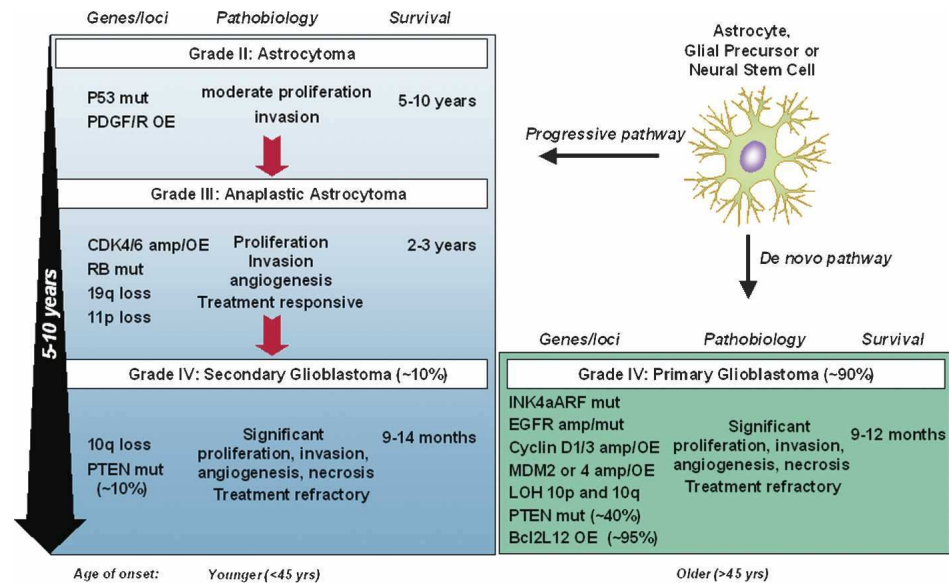 Genes/loci Pathobiology Survival
Grade II: Astrocytoma
P53 mut
PDGF/R OE
moderate proliferation
invasion
5-10 years
Grade III: Anaplastic Astrocytoma
CDK4/6 amp/OE
RB mut
19q loss
11p loss
Proliferation
Invasion
angiogenesis
Treatment responsive
2-3 years
Grade IV: Secondary Glioblastoma (~10%)
10q loss
PTEN mut
(~10%)
Significant
proliferation, invasion,
angiogenesis, necrosis
Treatment refractory
9-14 months
5-10 years
Age of onset: Younger (<45 yrs)
Astrocyte,
Glial Precursor or
Neural Stem Cell
Progressive pathway
De novo pathway
Genes/loci Pathobiology Survival
Grade IV: Primary Glioblastoma (~90%)
INK4aARF mut
EGFR amp/mut
Cyclin D1/3 amp/OE
MDM2 or 4 amp/OE
LOH 10p and 10q
PTEN mut (~40%)
Bcl2L12 OE (~95%)
Significant
proliferation, invasion,
angiogenesis, necrosis
Treatment refractory
9-12 months
Older (>45 yrs)